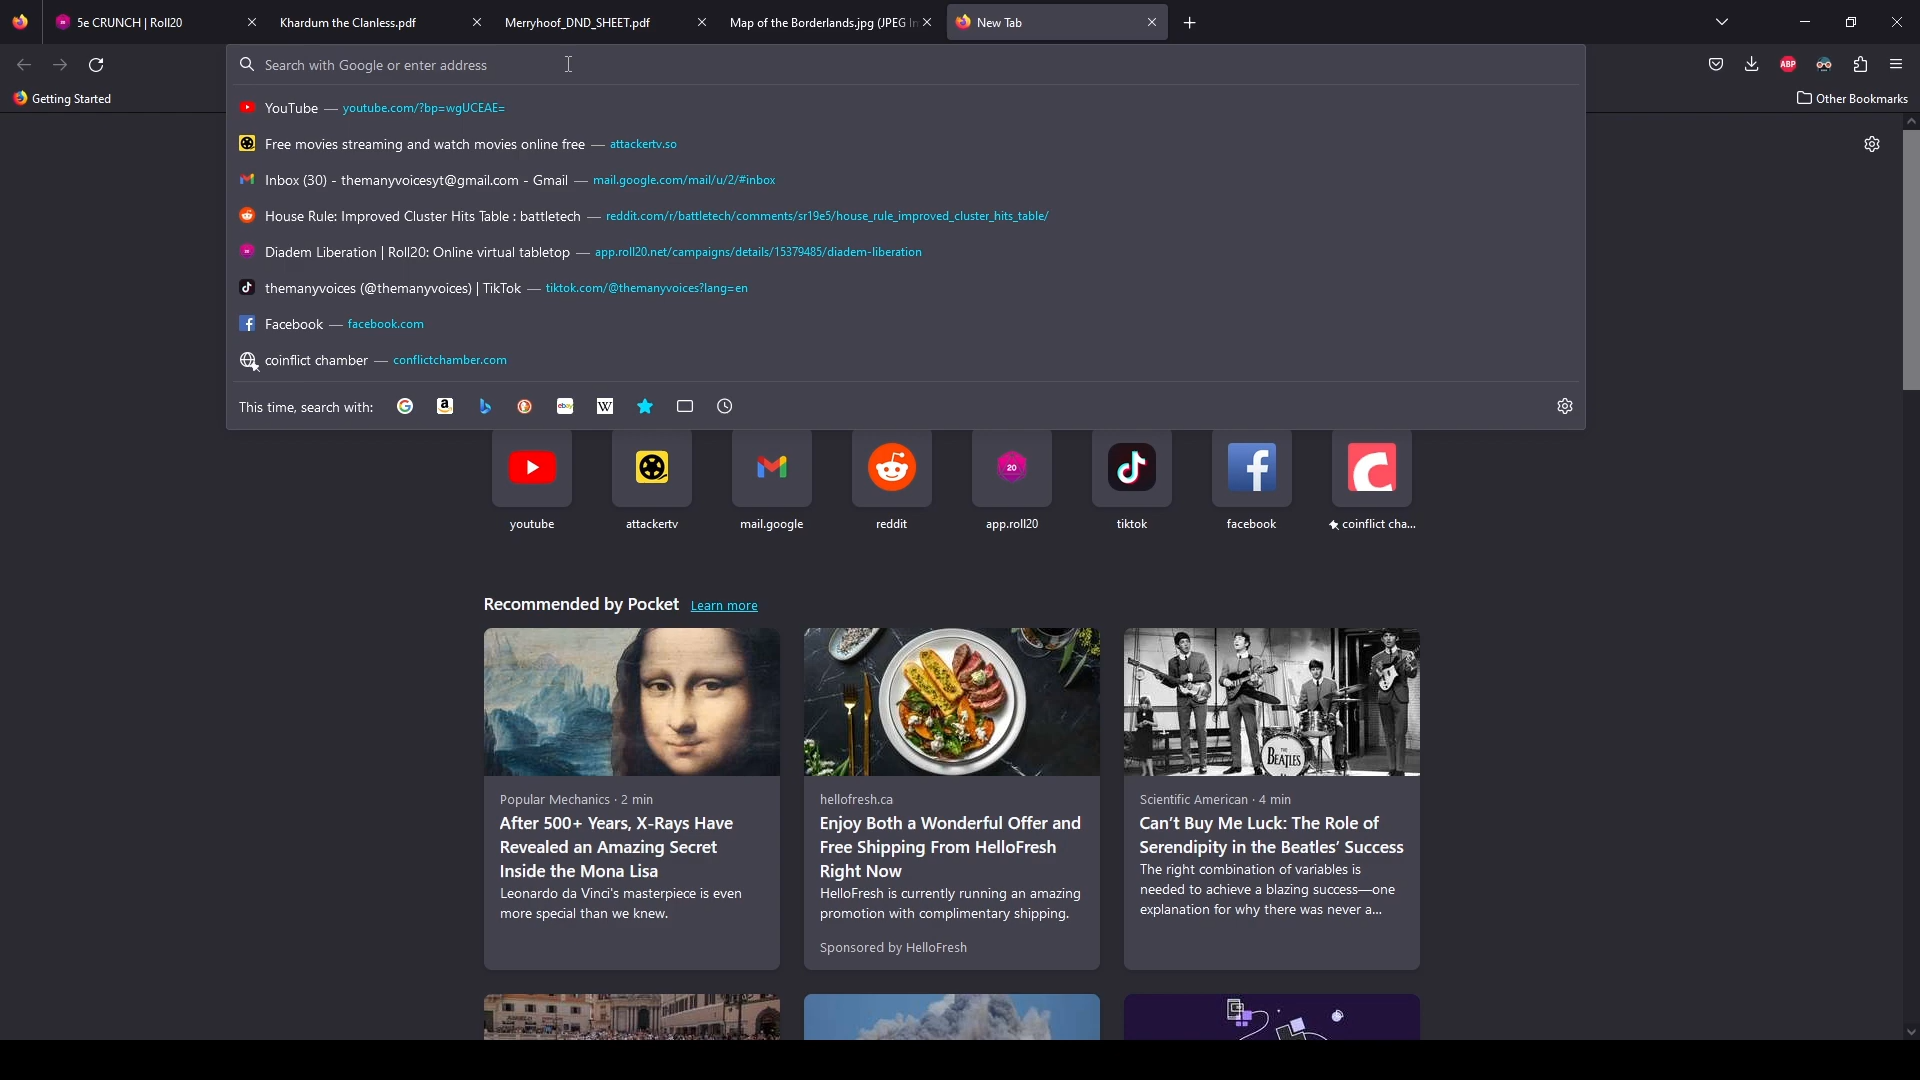 5e CRUNCH | Roll20
Khardum the Clanless.pdf
Merryhoof_DND_SHEET.pdf
Map of the Borderlands.jpg (JPEG In
New Tab
Search with Google or enter address
ABP
Getting Started
Other Bookmarks
YouTube — youtube.com/?bp=wgUCEAE=
Free movies streaming and watch movies online free — attackertv.so
Inbox (30) - themanyvoicesyt@gmail.com - Gmail — mail.google.com/mail/u/2/#inbox
House Rule: Improved Cluster Hits Table : battletech — reddit.com/r/battletech/comments/sr19e5/house_rule_improved_cluster_hits_table/
Diadem Liberation | Roll20: Online virtual tabletop — app.roll20.net/campaigns/details/15379485/diadem-liberation
themanyvoices (@themanyvoices) | TikTok — tiktok.com/@themanyvoices?lang=en
Facebook — facebook.com
coinflict chamber — conflictchamber.com
This time, search with:
ebay
W
20
youtube
attackertv
mail.google
reddit
app.roll20
tiktok
facebook
coinflict cha...
Recommended by Pocket Learn more
THE
BEATLES
Popular Mechanics · 2 min
After 500+ Years, X-Rays Have
Revealed an Amazing Secret
Inside the Mona Lisa
Leonardo da Vinci's masterpiece is even
more special than we knew.
hellofresh.ca
Enjoy Both a Wonderful Offer and
Free Shipping From HelloFresh
Right Now
HelloFresh is currently running an amazing
promotion with complimentary shipping.
Sponsored by HelloFresh
Scientific American · 4 min
Can't Buy Me Luck: The Role of
Serendipity in the Beatles' Success
The right combination of variables is
needed to achieve a blazing success—one
explanation for why there was never a...